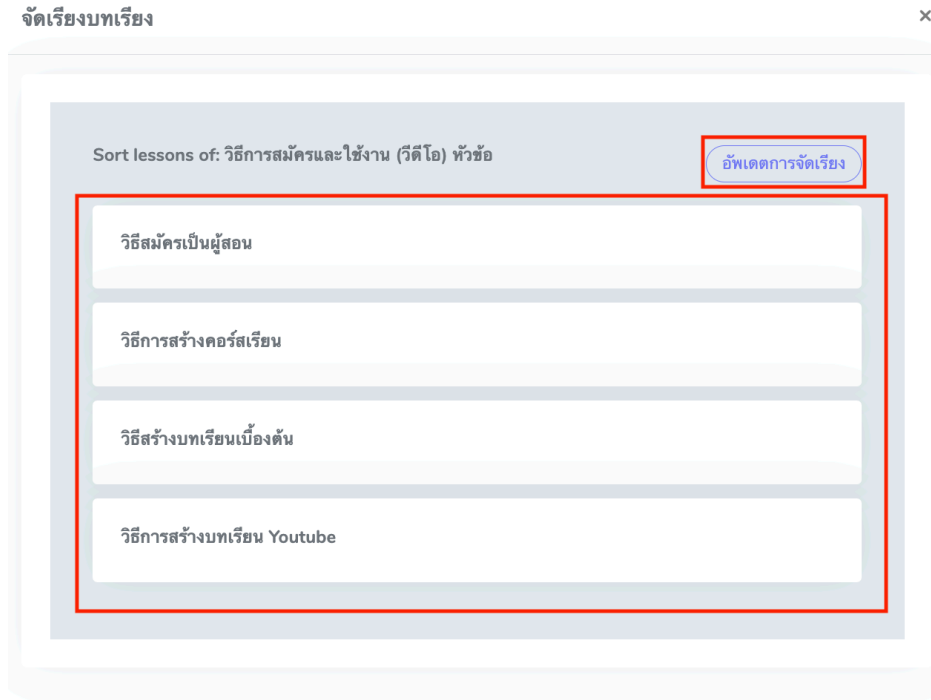 จัดเรียงบทเรียง
×
Sort lessons of: วิธีการสมัครและใช้งาน (วีดีโอ) หัวข้อ
อัพเดตการจัดเรียง
วิธีสมัครเป็นผู้สอน
วิธีการสร้างคอร์สเรียน
วิธีสร้างบทเรียนเบื้องต้น
วิธีการสร้างบทเรียน Youtube